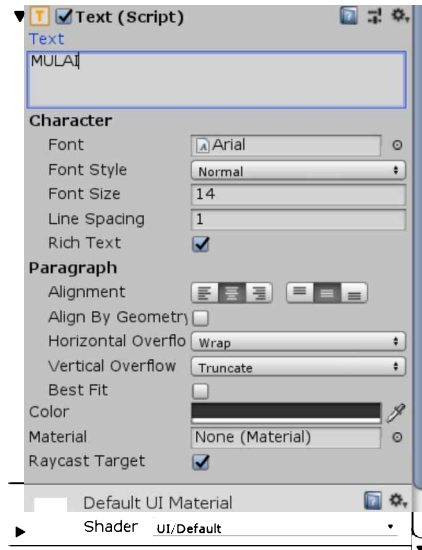 Text (Script)
Text
MULAI
Character
Font Arial
Font Style Normal
Font Size 14
Line Spacing 1
Rich Text
Paragraph
Alignment
Align By Geometry
Horizontal Overflo Wrap
Vertical Overflow Truncate
Best Fit
Color
Material None (Material)
Raycast Target
Default UI Material
Shader UI/Default